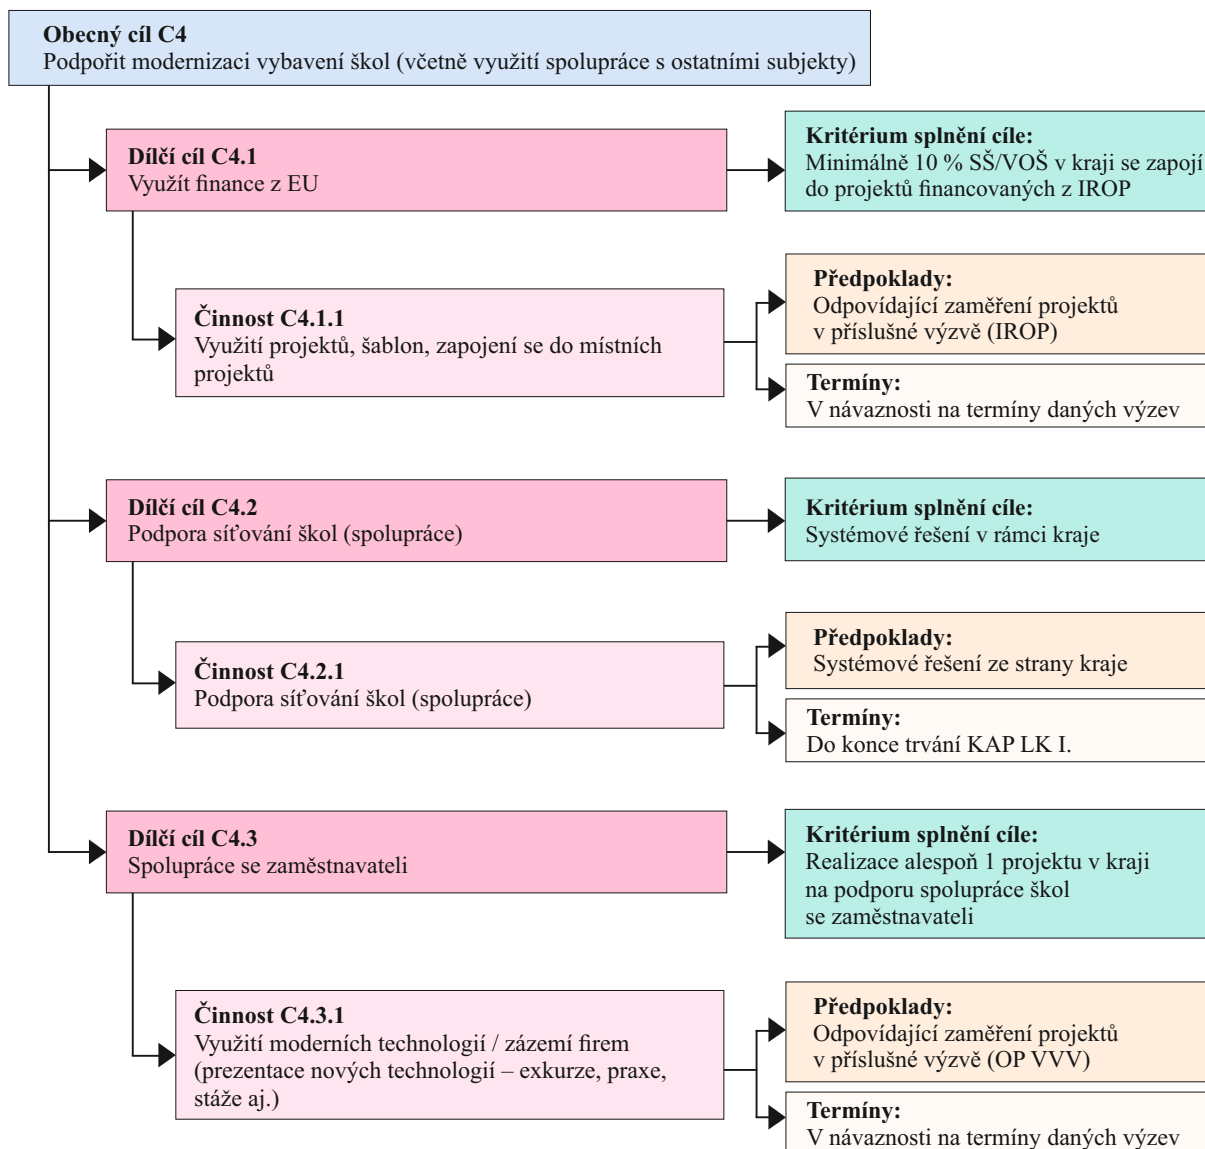 Obecný cíl C4
Podpořit modernizaci vybavení škol (včetně využití spolupráce s ostatními subjekty)
Dílčí cíl C4.1
Využít finance z EU
Kritérium splnění cíle:
Minimálně 10 % SŠ/VOŠ v kraji se zapojí
do projektů financovaných z IROP
Činnost C4.1.1
Využití projektů, šablon, zapojení se do místních
projektů
Předpoklady:
Odpovídající zaměření projektů
v příslušné výzvě (IROP)
Termíny:
V návaznosti na termíny daných výzev
Dílčí cíl C4.2
Podpora síťování škol (spolupráce)
Kritérium splnění cíle:
Systémové řešení v rámci kraje
Činnost C4.2.1
Podpora síťování škol (spolupráce)
Předpoklady:
Systémové řešení ze strany kraje
Termíny:
Do konce trvání KAP LK I.
Dílčí cíl C4.3
Spolupráce se zaměstnavateli
Kritérium splnění cíle:
Realizace alespoň 1 projektu v kraji
na podporu spolupráce škol
se zaměstnavateli
Činnost C4.3.1
Využití moderních technologií / zázemí firem
(prezentace nových technologií – exkurze, praxe,
stáže aj.)
Předpoklady:
Odpovídající zaměření projektů
v příslušné výzvě (OP VVV)
Termíny:
V návaznosti na termíny daných výzev